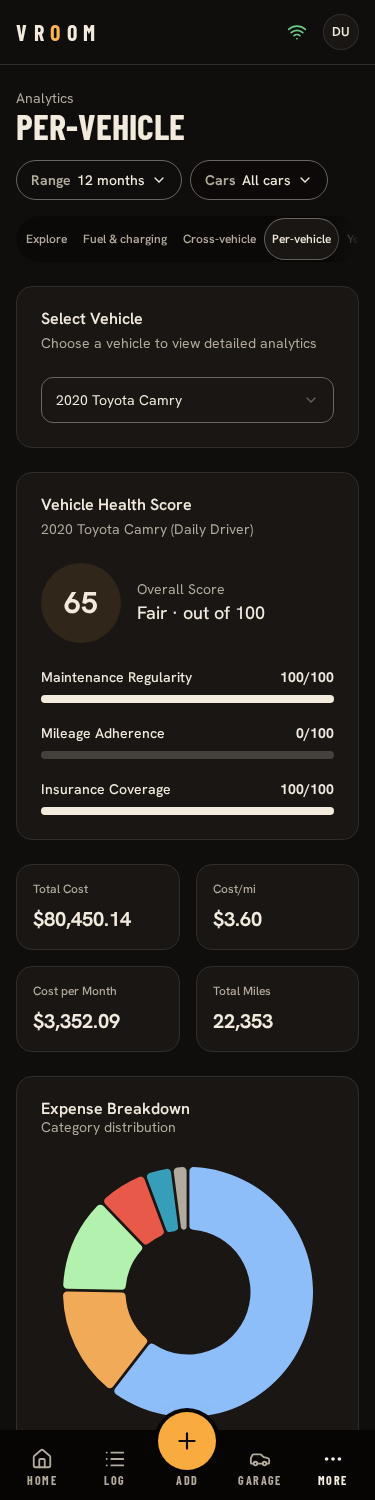 VROOM
DU
Analytics
PER-VEHICLE
Range 12 months
Cars All cars
Explore Fuel & charging Cross-vehicle Per-vehicle
Select Vehicle
Choose a vehicle to view detailed analytics
2020 Toyota Camry
Vehicle Health Score
2020 Toyota Camry (Daily Driver)
65
Overall Score
Fair · out of 100
Maintenance Regularity 100/100
Mileage Adherence 0/100
Insurance Coverage 100/100
Total Cost
$80,450.14
Cost/mi
$3.60
Cost per Month
$3,352.09
Total Miles
22,353
Expense Breakdown
Category distribution
HOME LOG ADD GARAGE MORE